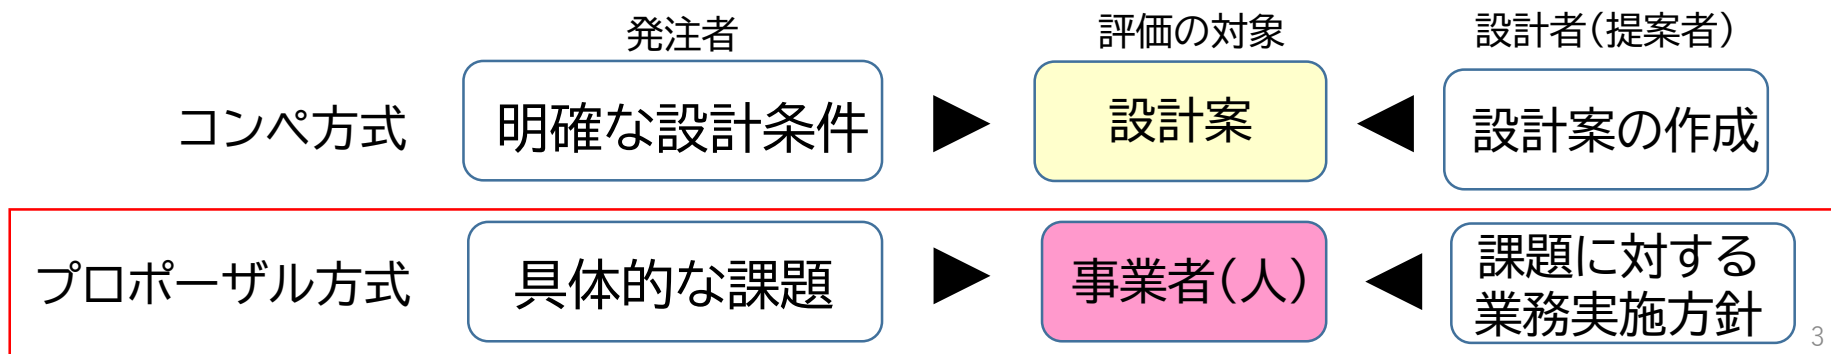 発注者
評価の対象
設計者(提案者)
コンペ方式
明確な設計条件
設計案
設計案の作成
プロポーザル方式
具体的な課題
事業者(人)
課題に対する
業務実施方針
3